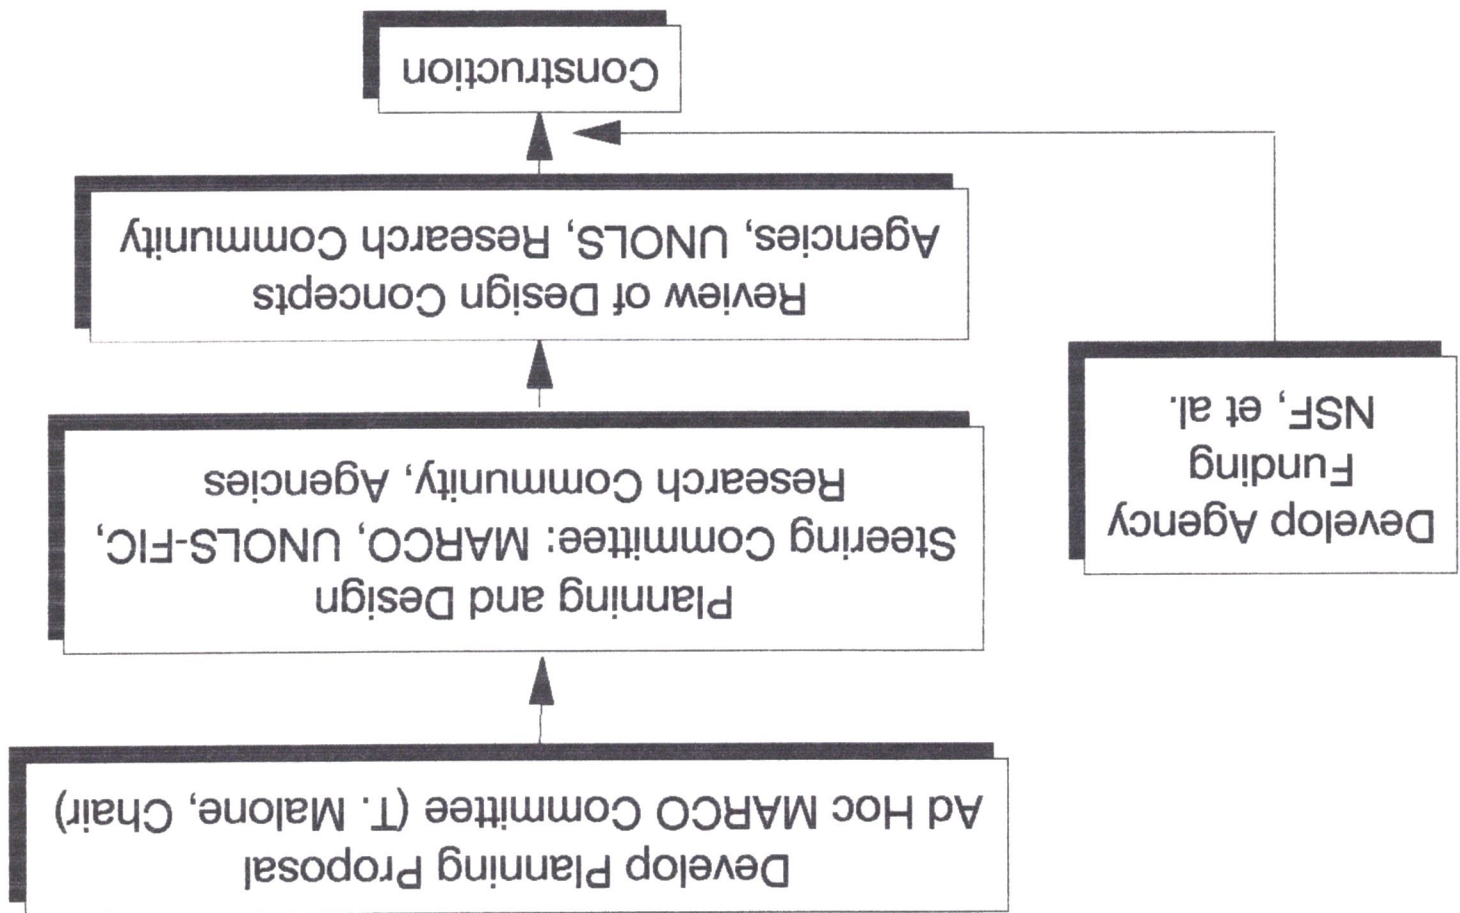 Develop Planning Proposal
Ad Hoc MARCO Committee (T. Malone, Chair)
Planning and Design
Steering Committee: MARCO, UNOLS-FIC,
Research Community, Agencies
Develop Agency
Funding
NSF, et al.
Review of Design Concepts
Agencies, UNOLS, Research Community
Construction